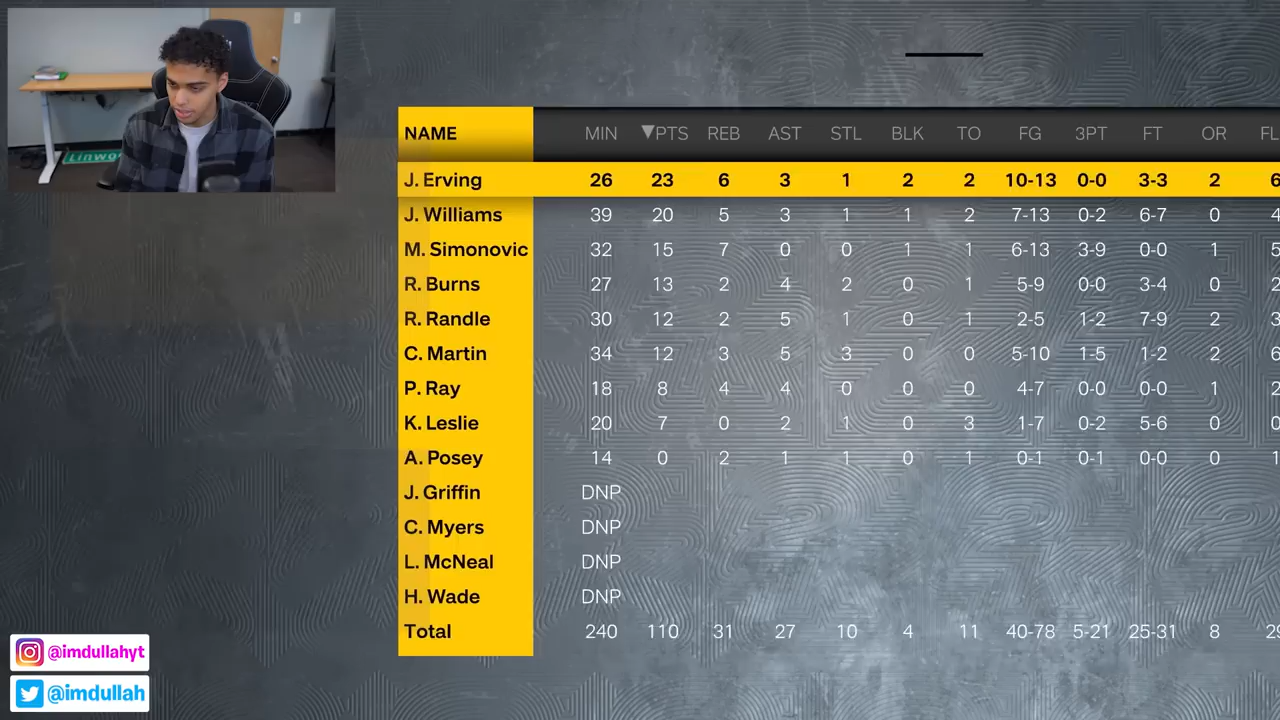 Linwo
NAME MIN ▼PTS REB AST STL BLK TO FG 3PT FT OR
J. Erving 26 23 6 3 1 2 2 10-13 0-0 3-3 2 6
J. Williams 39 20 5 3 1 1 2 7-13 0-2 6-7 0 4
M. Simonovic 32 15 7 0 0 1 1 6-13 3-9 0-0 1 5
R. Burns 27 13 2 4 2 0 1 5-9 0-0 3-4 0 2
R. Randle 30 12 2 5 1 0 1 2-5 1-2 7-9 2 3
C. Martin 34 12 3 5 3 0 0 5-10 1-5 1-2 2 6
P. Ray 18 8 4 4 0 0 0 4-7 0-0 0-0 1 2
K. Leslie 20 7 0 2 1 0 3 1-7 0-2 5-6 0 0
A. Posey 14 0 2 1 1 0 1 0-1 0-1 0-0 0 1
J. Griffin DNP
C. Myers DNP
L. McNeal DNP
H. Wade DNP
Total 240 110 31 27 10 4 11 40-78 5-21 25-31 8
@imdullahyt
@imdullah